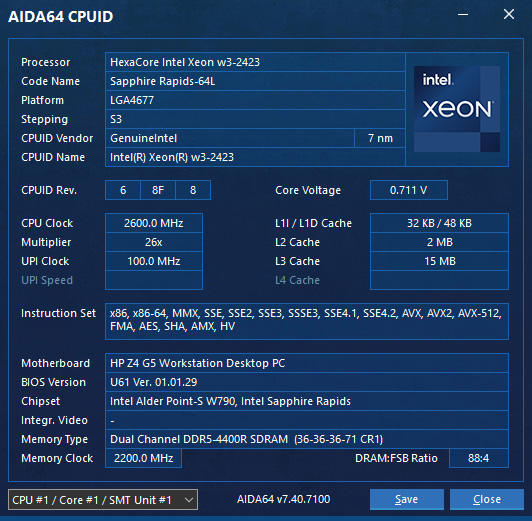 AIDA64 CPUID
Processor HexaCore Intel Xeon w3-2423
Code Name Sapphire Rapids-64L
Platform LGA4677
Stepping S3
CPUID Vendor GenuineIntel 7 nm
CPUID Name Intel(R) Xeon(R) w3-2423
intel.
XEON
CPUID Rev. 6 8F 8 Core Voltage 0.711 V
CPU Clock 2600.0 MHz L1I / L1D Cache 32 KB / 48 KB
Multiplier 26x L2 Cache 2 MB
UPI Clock 100.0 MHz L3 Cache 15 MB
UPI Speed L4 Cache
Instruction Set x86, x86-64, MMX, SSE, SSE2, SSE3, SSSE3, SSE4.1, SSE4.2, AVX, AVX2, AVX-512,
FMA, AES, SHA, AMX, HV
Motherboard HP Z4 G5 Workstation Desktop PC
BIOS Version U61 Ver. 01.01.29
Chipset Intel Alder Point-S W790, Intel Sapphire Rapids
Integr. Video -
Memory Type Dual Channel DDR5-4400R SDRAM (36-36-36-71 CR1)
Memory Clock 2200.0 MHz DRAM:FSB Ratio 88:4
CPU #1 / Core #1 / SMT Unit #1 AIDA64 v7.40.7100 Save Close